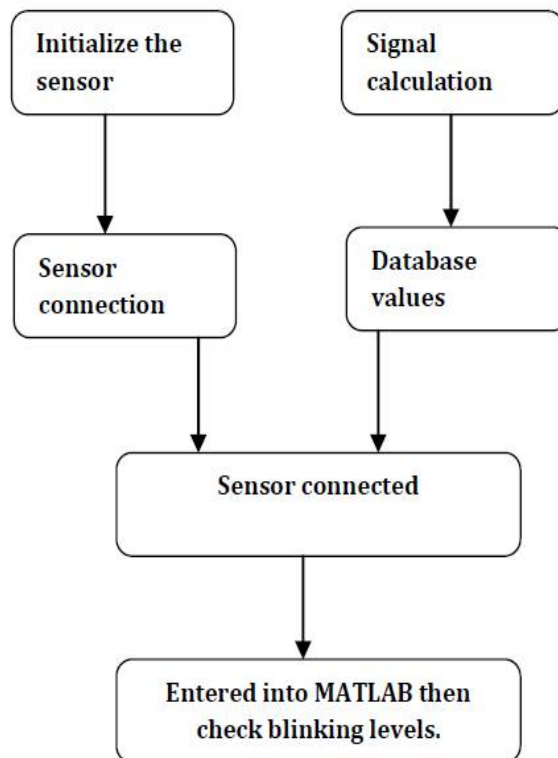 Initialize the
sensor
Signal
calculation
Sensor
connection
Database
values
Sensor connected
Entered into MATLAB then
check blinking levels.